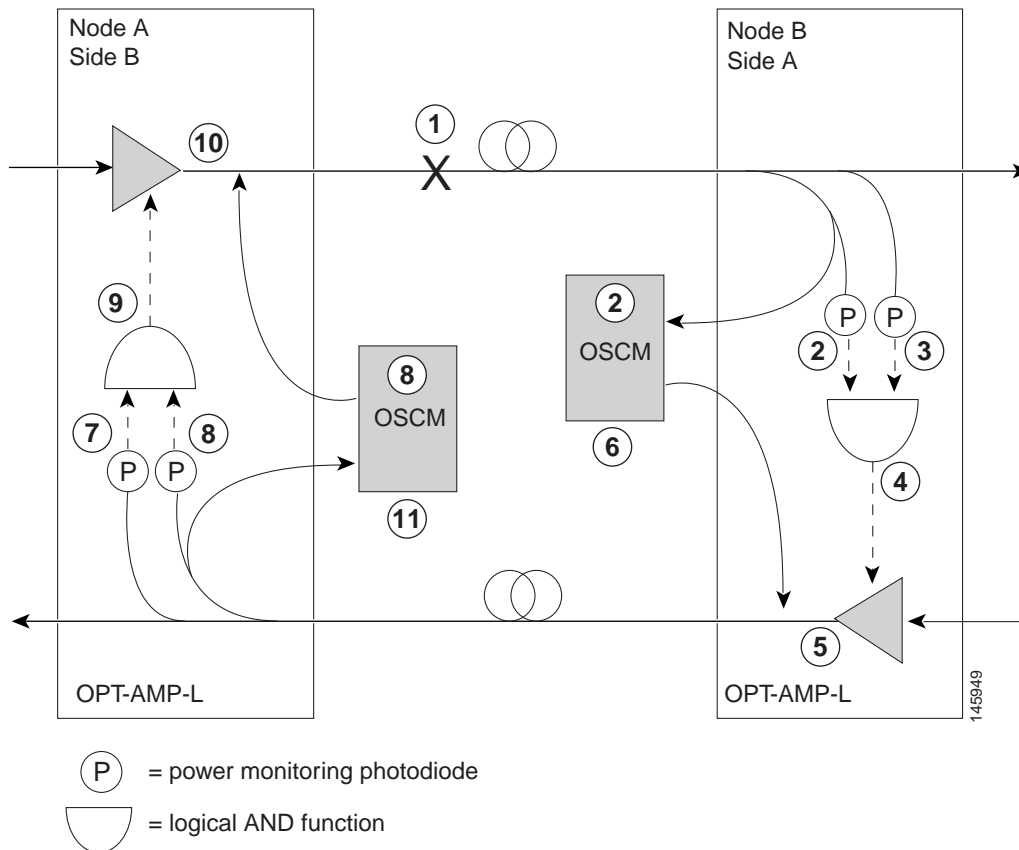 Node A
Side B
Node B
Side A
1
10
2
OSCM
P
P
2
3
9
8
OSCM
7
8
P
P
6
4
11
5
OPT-AMP-L
OPT-AMP-L
145949
P = power monitoring photodiode
= logical AND function